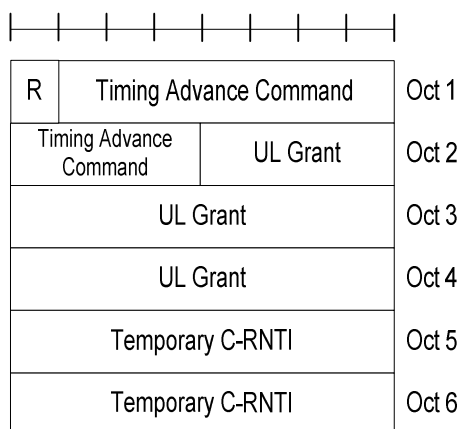 R Timing Advance Command Oct 1
Timing Advance
Command UL Grant Oct 2
UL Grant Oct 3
UL Grant Oct 4
Temporary C-RNTI Oct 5
Temporary C-RNTI Oct 6